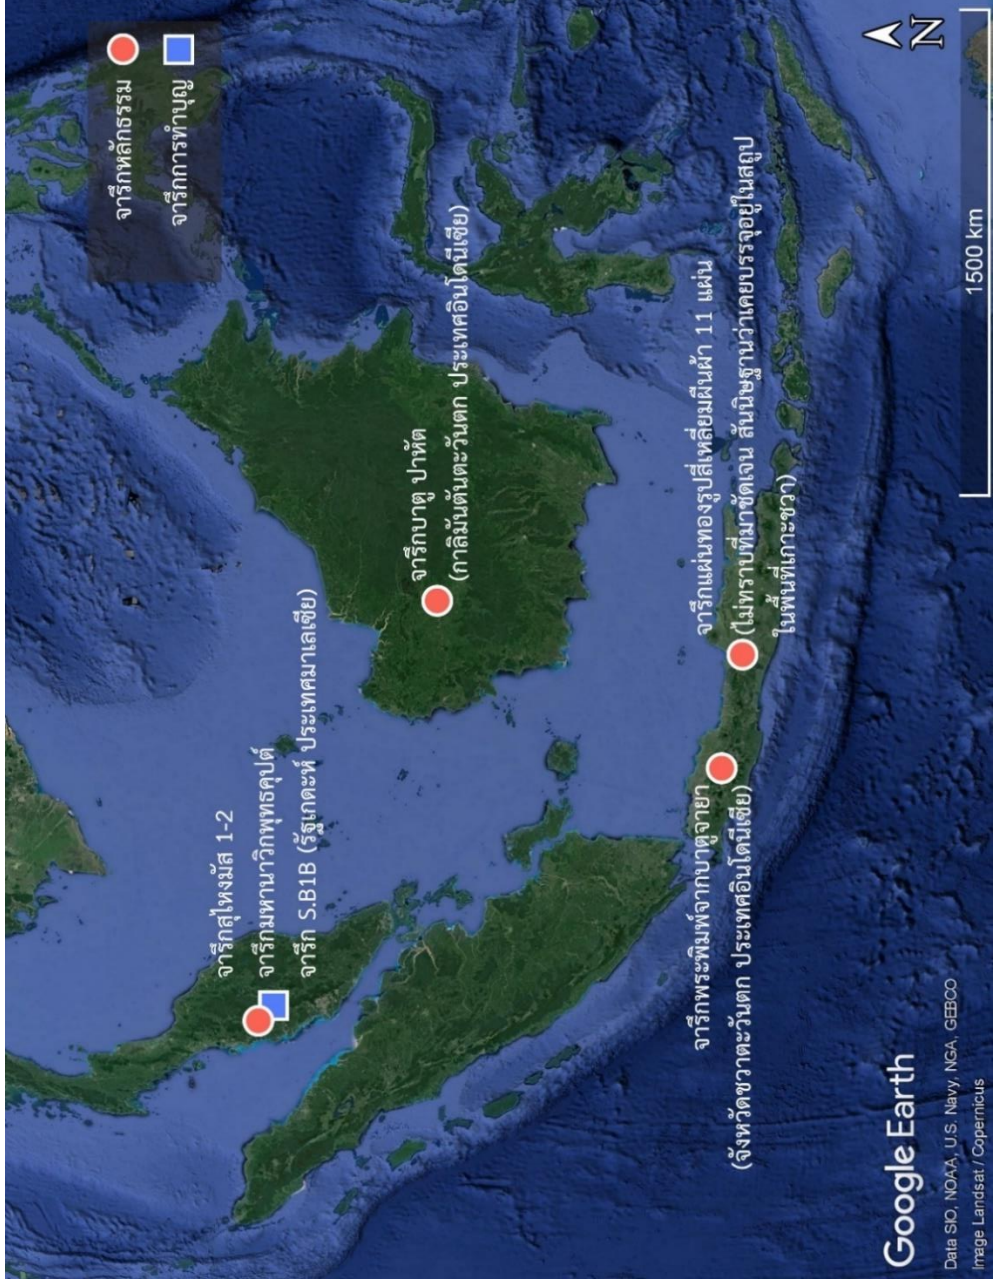 จารึกหลักธรรม
จารึกการทำบุญ
N
จารึกสุไหงมัส 1-2
จารึกมหานาวิกพุทธคุปต์
จารึก S.B1B (รัฐเกดะห์ ประเทศมาเลเซีย)
จารึกบาตู ปาหัต
(กาลิมันตันตะวันตก ประเทศอินโดนีเซีย)
จารึกพระพิมพ์จากบาตูจายา
(จังหวัดชวาตะวันตก ประเทศอินโดนีเซีย)
จารึกแผ่นทองรูปสี่เหลี่ยมผืนผ้า 11 แผ่น
(ไม่ทราบที่มาชัดเจน สันนิษฐานว่าเคยบรรจุอยู่ในสถูป
ในพื้นที่เกาะชวา)
Google Earth
Data SIO, NOAA, U.S. Navy, NGA, GEBCO
Image Landsat / Copernicus
1500 km